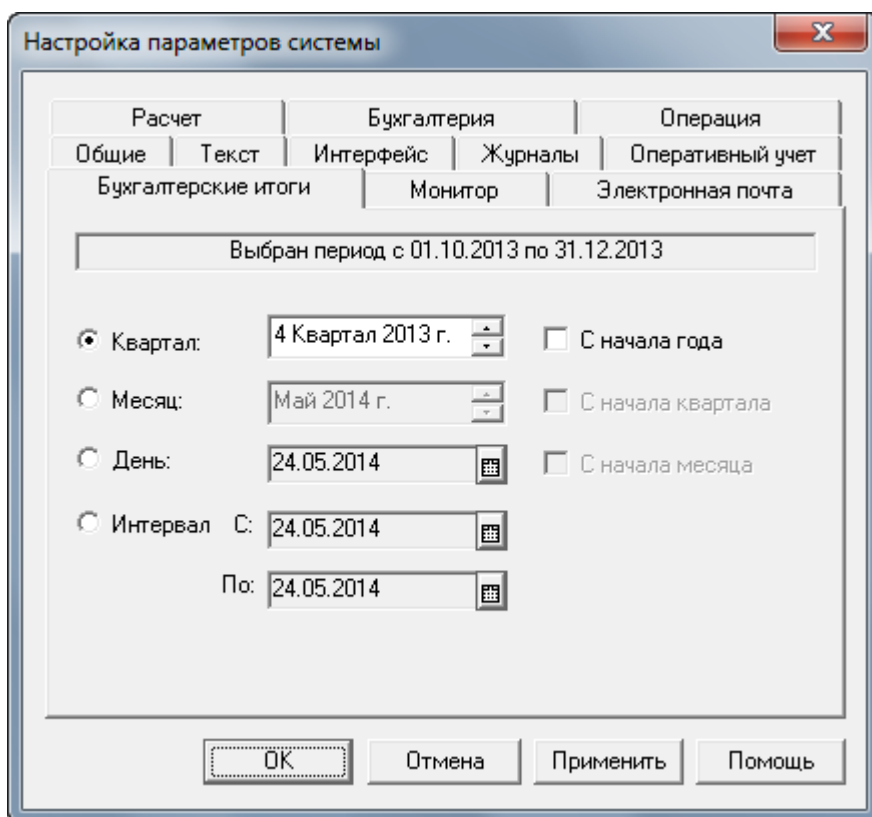 Настройка параметров системы
Расчет Бухгалтерия Операция
Общие Текст Интерфейс Журналы Оперативный учет
Бухгалтерские итоги Монитор Электронная почта
Выбран период с 01.10.2013 по 31.12.2013
Квартал: 4 Квартал 2013 г. С начала года
Месяц: Май 2014 г. С начала квартала
День: 24.05.2014 С начала месяца
Интервал С: 24.05.2014
По: 24.05.2014
OK Отмена Применить Помощь